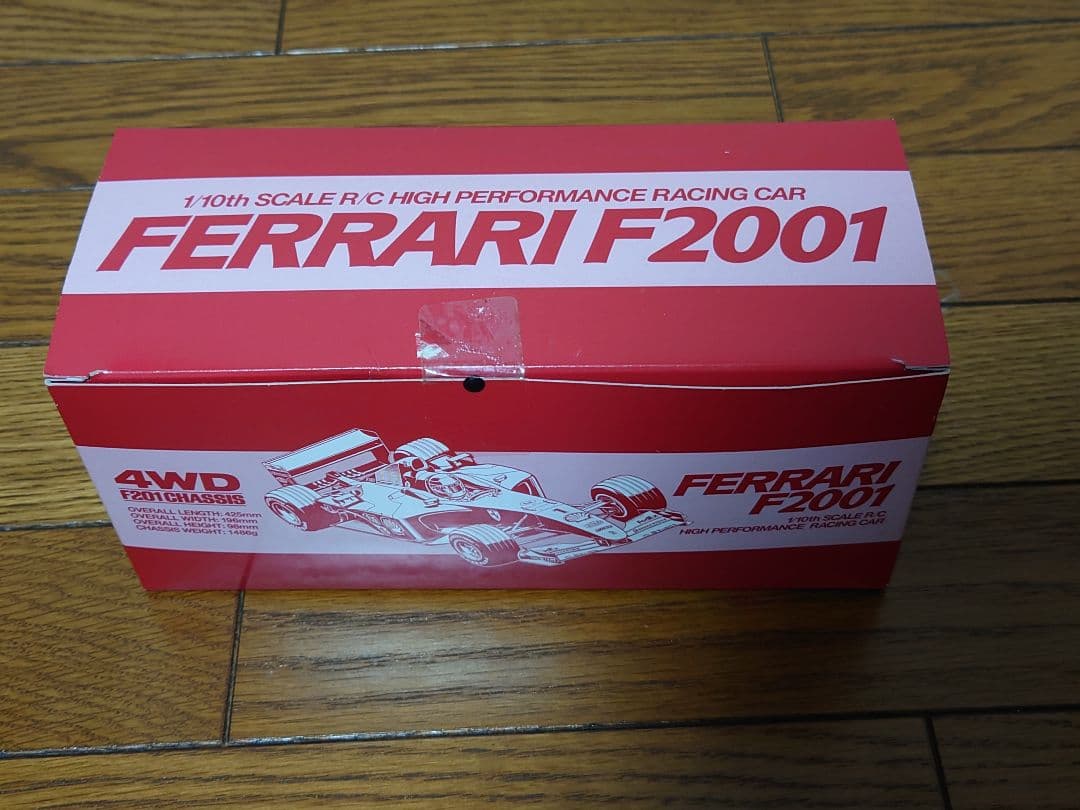 1/10th SCALE R/C HIGH PERFORMANCE RACING CAR
FERRARI F2001
4WD
F201 CHASSIS
OVERALL LENGTH: 425mm
OVERALL WIDTH: 196mm
OVERALL HEIGHT: 98mm
CHASSIS WEIGHT: 1486g
FERRARI
F2001
1/10th SCALE R/C
HIGH PERFORMANCE RACING CAR